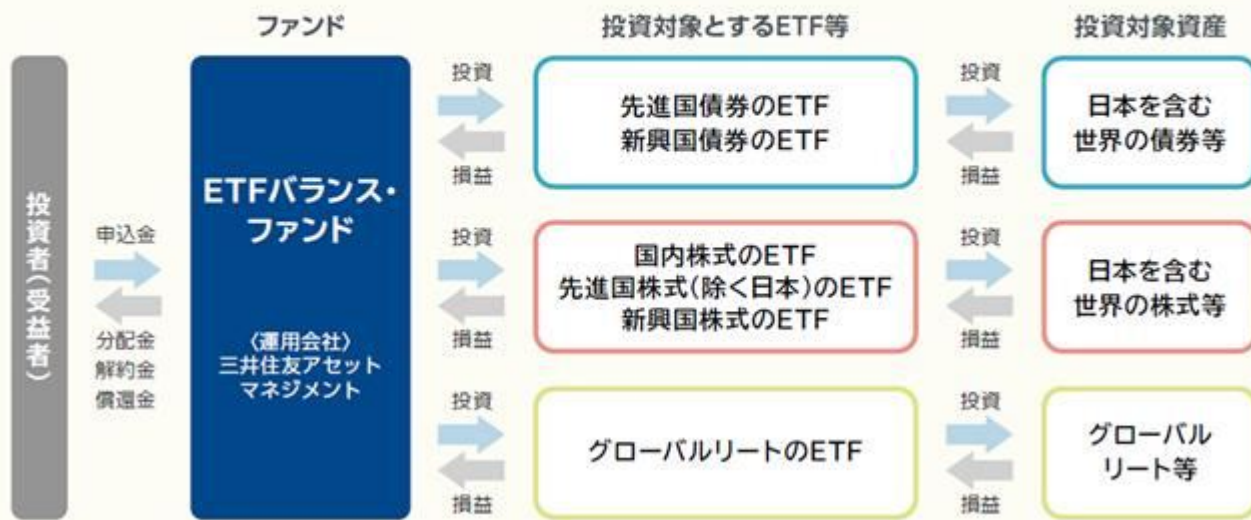 ファンド
投資対象とするETF等
投資対象資産
投資者(受益者)
申込金
分配金
解約金
償還金
ETFバランス・
ファンド
〈運用会社〉
三井住友アセット
マネジメント
投資
損益
先進国債券のETF
新興国債券のETF
投資
損益
日本を含む
世界の債券等
投資
損益
国内株式のETF
先進国株式(除く日本)のETF
新興国株式のETF
投資
損益
日本を含む
世界の株式等
投資
損益
グローバルリートのETF
投資
損益
グローバル
リート等